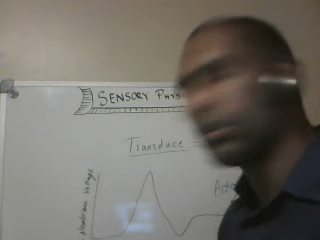 SENSORY PHYS
Transduce =
Membrane Voltage